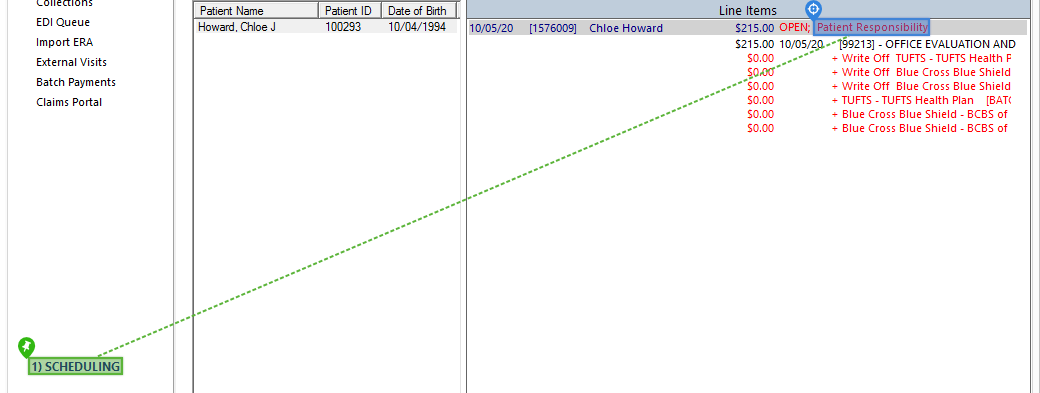 Collections
EDI Queue
Import ERA
External Visits
Batch Payments
Claims Portal
1) SCHEDULING
Patient Name Patient ID Date of Birth
Howard, Chloe J 100293 10/04/1994
Line Items
10/05/20 [1576009] Chloe Howard $215.00 OPEN; Patient Responsibility
$215.00 10/05/20 [99213] - OFFICE EVALUATION AND
$0.00 + Write Off TUFTS - TUFTS Health P
$0.00 + Write Off Blue Cross Blue Shield
$0.00 + Write Off Blue Cross Blue Shield
$0.00 + TUFTS - TUFTS Health Plan [BATC
$0.00 + Blue Cross Blue Shield - BCBS of
$0.00 + Blue Cross Blue Shield - BCBS of